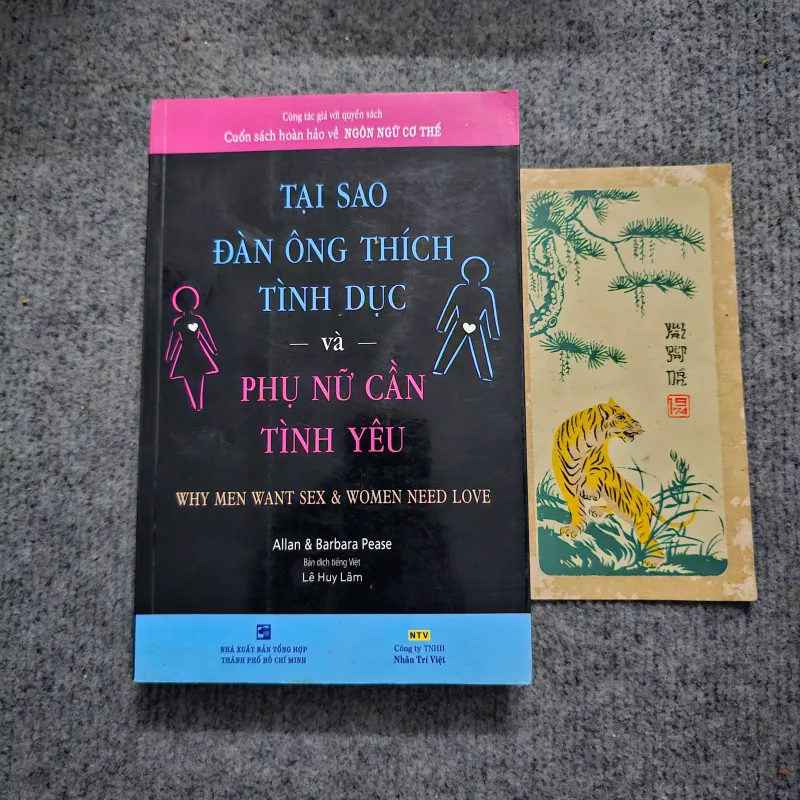 Cùng tác giả với quyển sách
Cuốn sách hoàn hảo về NGÔN NGỮ CƠ THỂ
TẠI SAO
ĐÀN ÔNG THÍCH
TÌNH DỤC
— và —
PHỤ NỮ CẦN
TÌNH YÊU
WHY MEN WANT SEX & WOMEN NEED LOVE
Allan & Barbara Pease
Bản dịch tiếng Việt
Lê Huy Lâm
NHÀ XUẤT BẢN TỔNG HỢP
THÀNH PHỐ HỒ CHÍ MINH
NTV
Công ty TNHH
Nhân Trí Việt
1974